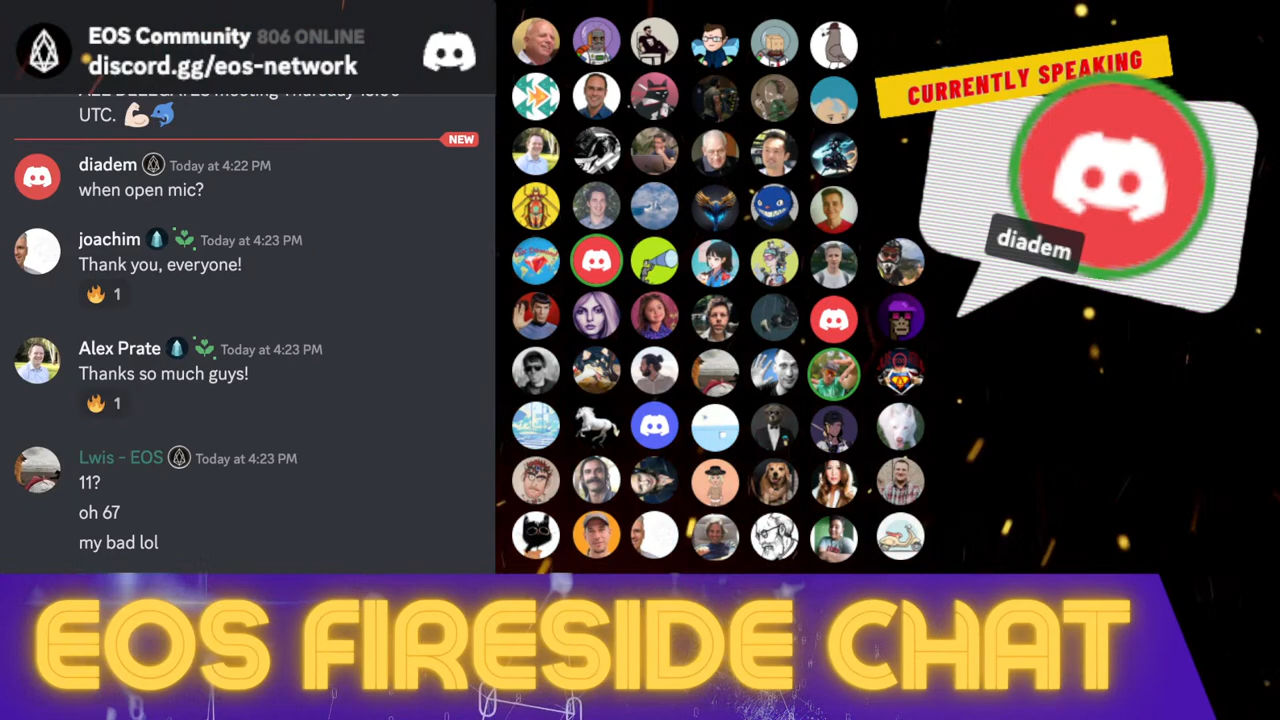 EOS Community 806 ONLINE
discord.gg/eos-network
UTC. 💪🏻🐬
NEW
diadem Today at 4:22 PM
when open mic?
joachim Today at 4:23 PM
Thank you, everyone!
🔥 1
Alex Prate Today at 4:23 PM
Thanks so much guys!
🔥 1
Lwis - EOS Today at 4:23 PM
11?
oh 67
my bad lol
CURRENTLY SPEAKING
diadem
EOS FIRESIDE CHAT